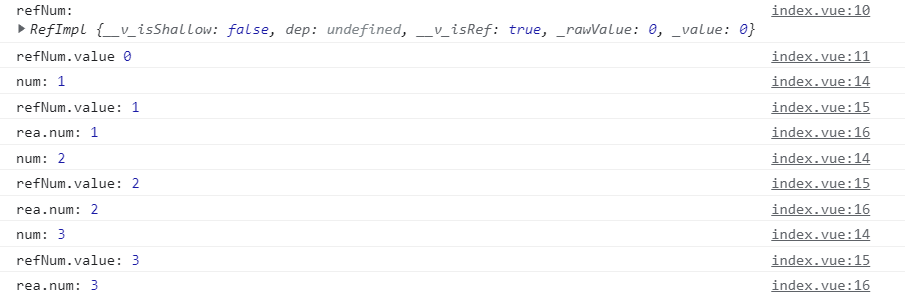 refNum: index.vue:10
RefImpl {__v_isShallow: false, dep: undefined, __v_isRef: true, _rawValue: 0, _value: 0}
refNum.value 0 index.vue:11
num: 1 index.vue:14
refNum.value: 1 index.vue:15
rea.num: 1 index.vue:16
num: 2 index.vue:14
refNum.value: 2 index.vue:15
rea.num: 2 index.vue:16
num: 3 index.vue:14
refNum.value: 3 index.vue:15
rea.num: 3 index.vue:16